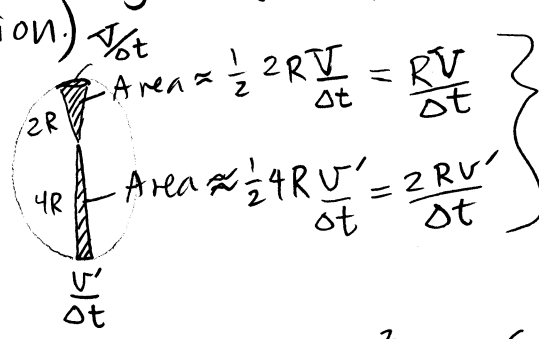 ion.)
V/Δt
2R Area ≈ 1/2 2R V/Δt = RV/Δt
4R Area ≈ 1/2 4R V'/Δt = 2RV'/Δt
V'/Δt